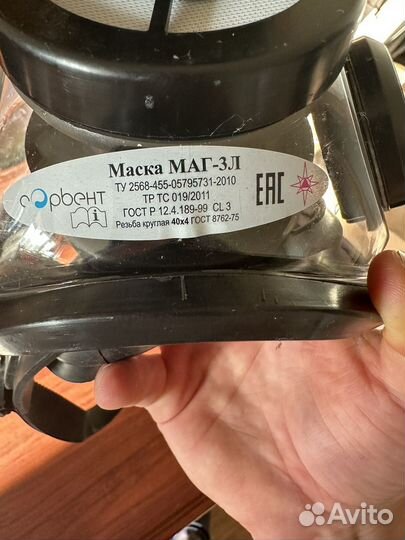 Маска МАГ-3Л
ТУ 2568-455-05795731-2010
ТР ТС 019/2011
ГОСТ Р 12.4.189-99 CL 3
Резьба круглая 40х4 ГОСТ 8762-75
сорбент
ЕАС
Avito